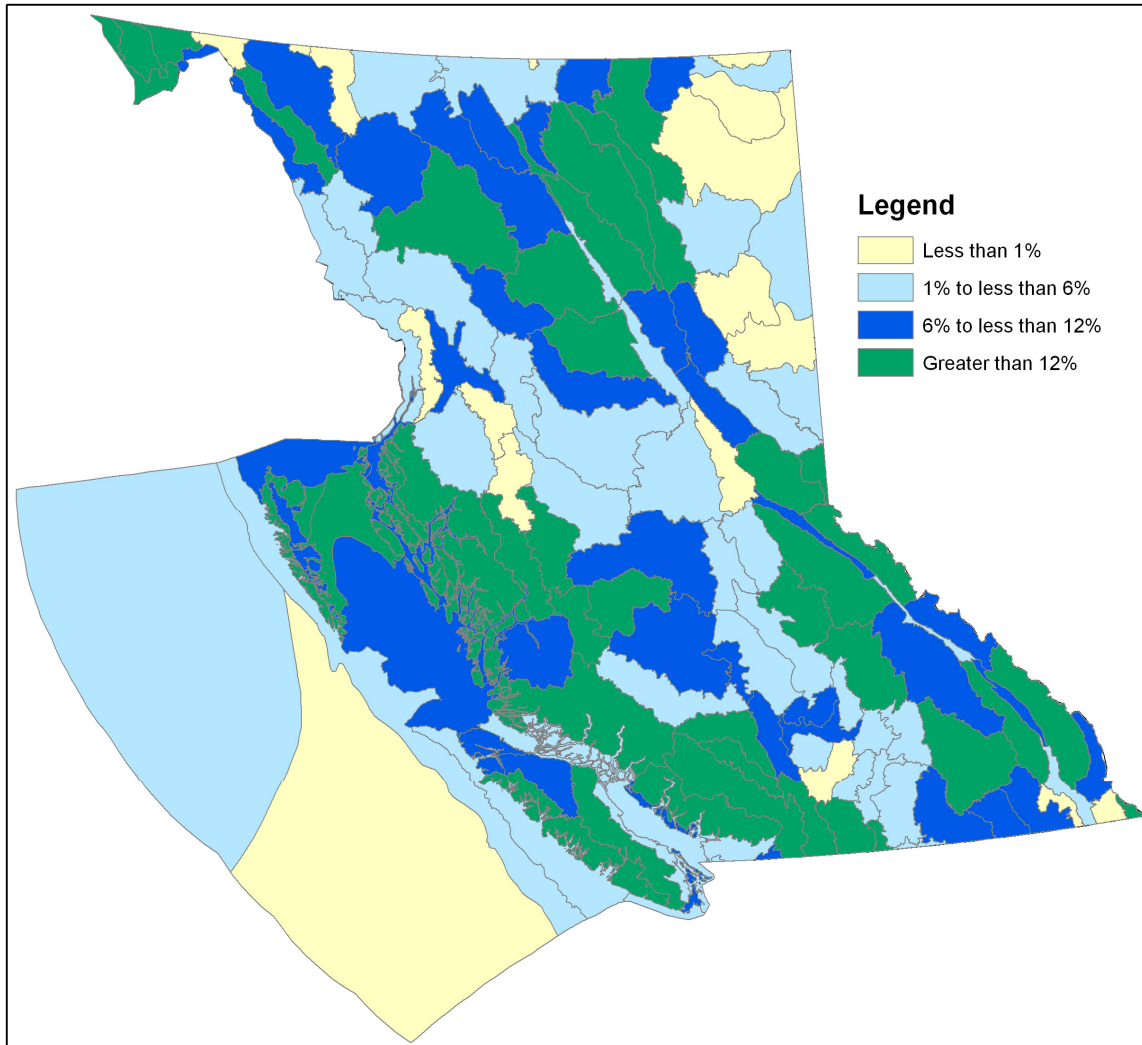 Legend
Less than 1%
1% to less than 6%
6% to less than 12%
Greater than 12%